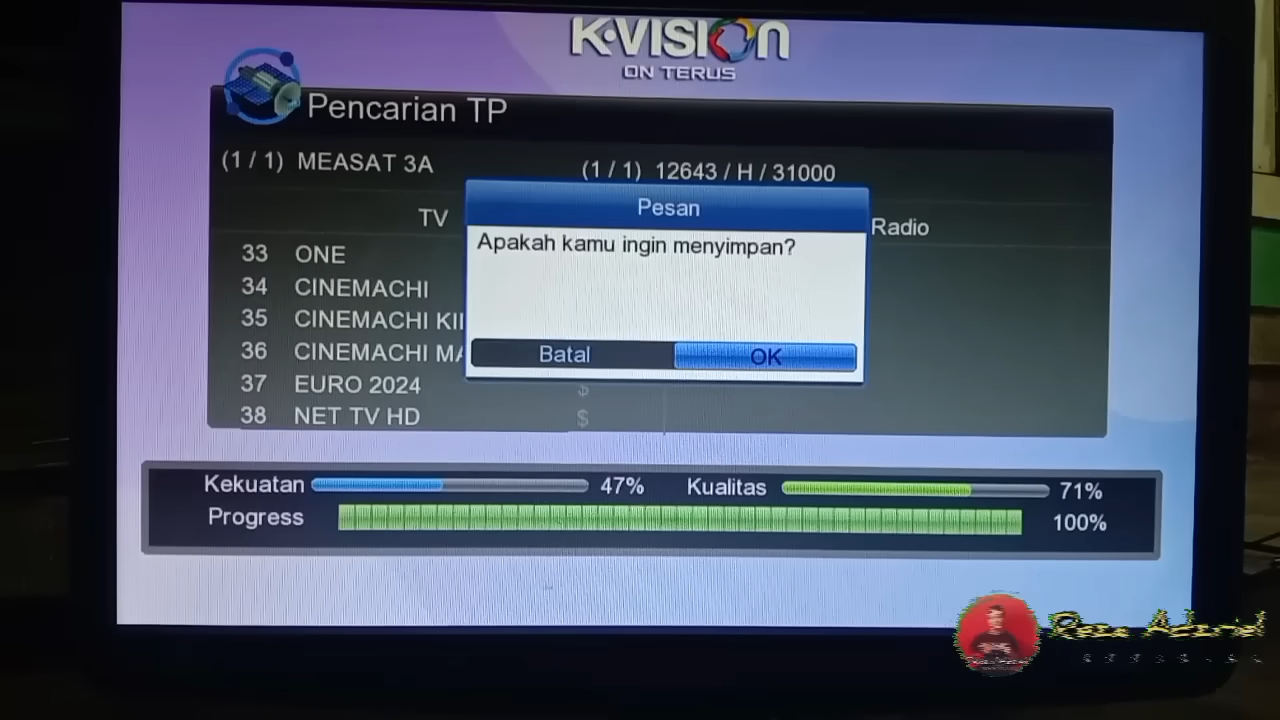 K-VISION
ON TERUS
Pencarian TP
(1 / 1) MEASAT 3A
(1 / 1) 12643 / H / 31000
TV
Pesan
Radio
Apakah kamu ingin menyimpan?
33 ONE
34 CINEMACHI
35 CINEMACHI KI
36 CINEMACHI MA
Batal
OK
37 EURO 2024 $
38 NET TV HD $
Kekuatan 47% Kualitas 71%
Progress 100%